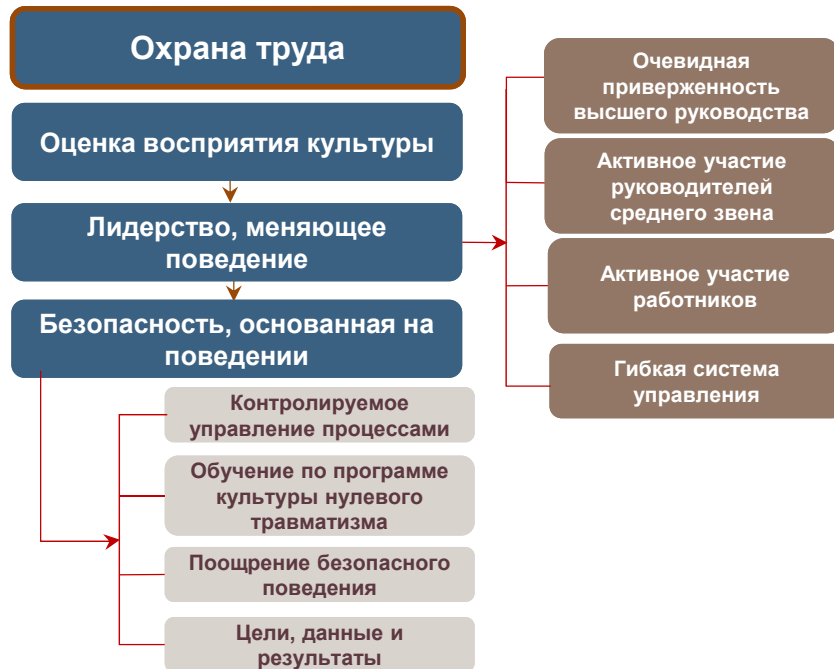 Охрана труда
Оценка восприятия культуры
Лидерство, меняющее
поведение
Безопасность, основанная на
поведении
Очевидная
приверженность
высшего руководства
Активное участие
руководителей
среднего звена
Активное участие
работников
Гибкая система
управления
Контролируемое
управление процессами
Обучение по программе
культуры нулевого
травматизма
Поощрение безопасного
поведения
Цели, данные и
результаты